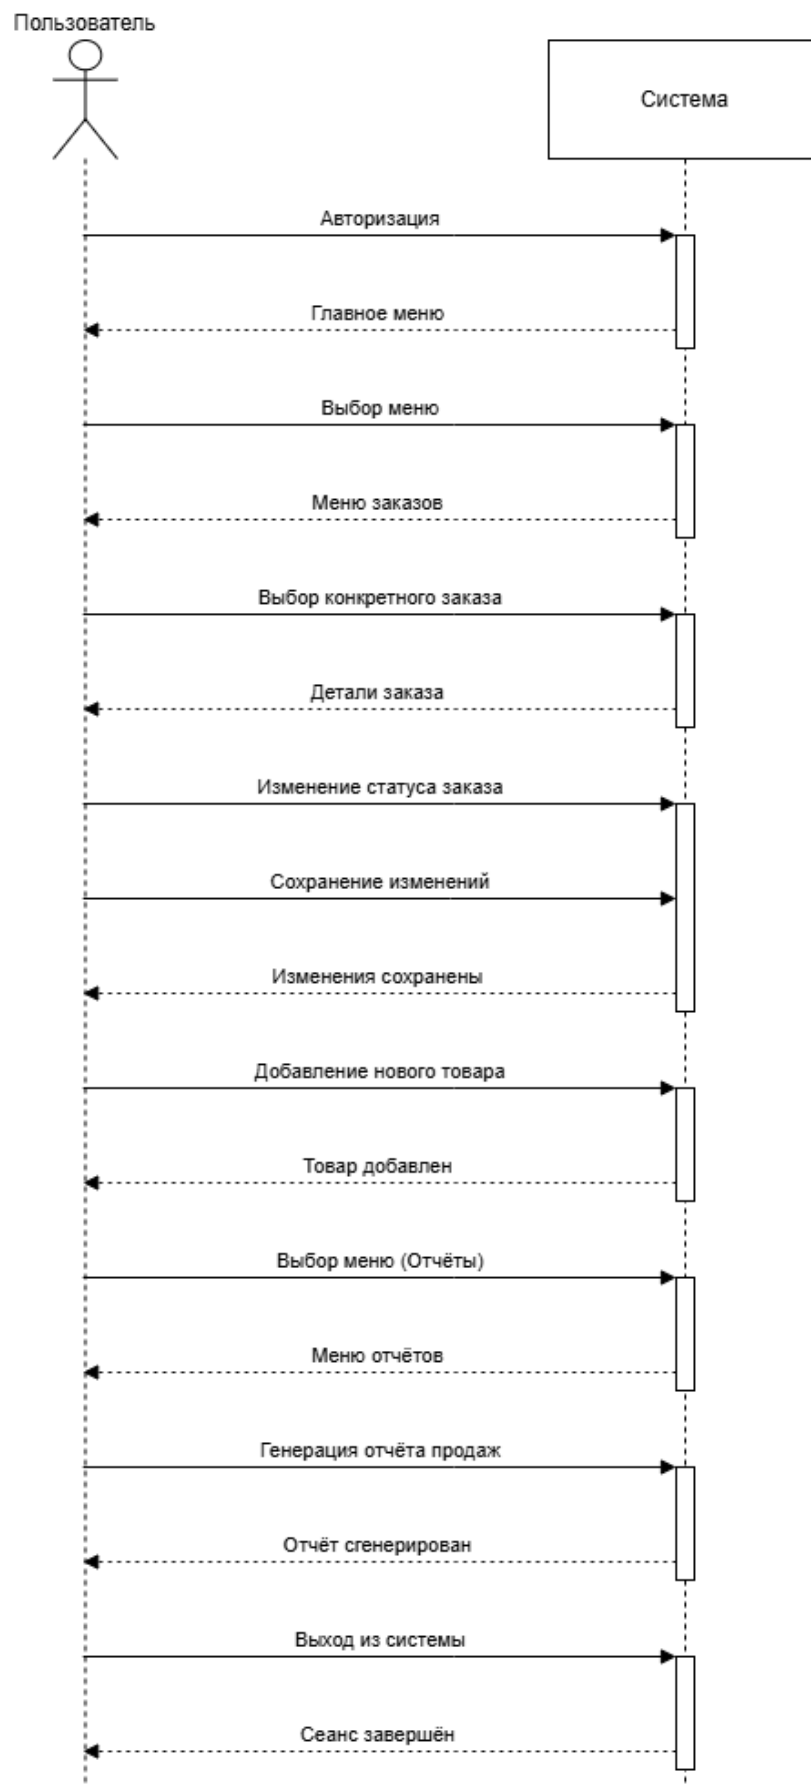 Пользователь
Система
Авторизация
Главное меню
Выбор меню
Меню заказов
Выбор конкретного заказа
Детали заказа
Изменение статуса заказа
Сохранение изменений
Изменения сохранены
Добавление нового товара
Товар добавлен
Выбор меню (Отчёты)
Меню отчётов
Генерация отчёта продаж
Отчёт сгенерирован
Выход из системы
Сеанс завершён